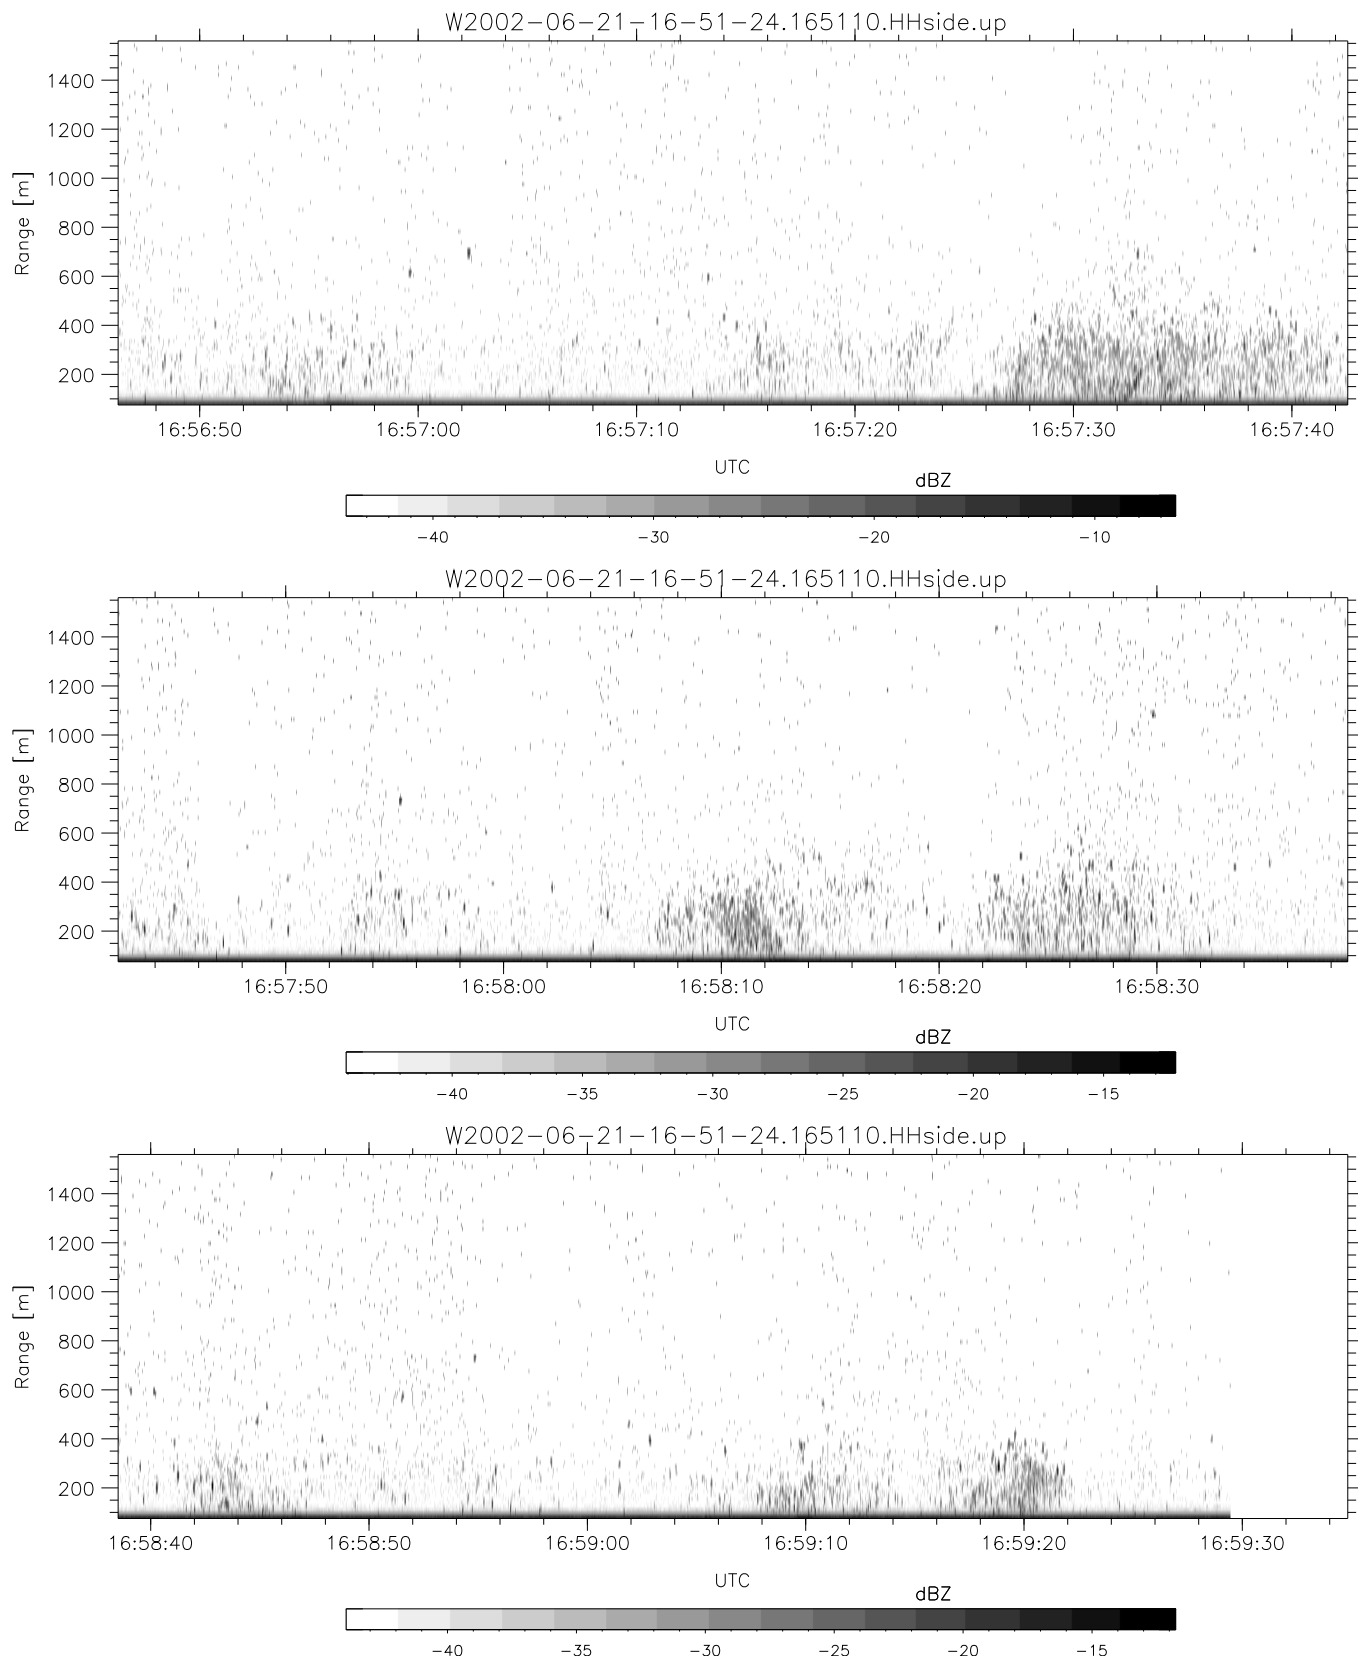 W2002-06-21-16-51-24.165110.HHside.up
1400
1200
1000
800
600
400
200
Range [m]
16:56:50 16:57:00 16:57:10 16:57:20 16:57:30 16:57:40
UTC
dBZ
-40 -30 -20 -10
W2002-06-21-16-51-24.165110.HHside.up
1400
1200
1000
800
600
400
200
Range [m]
16:57:50 16:58:00 16:58:10 16:58:20 16:58:30
UTC
dBZ
-40 -35 -30 -25 -20 -15
W2002-06-21-16-51-24.165110.HHside.up
1400
1200
1000
800
600
400
200
Range [m]
16:58:40 16:58:50 16:59:00 16:59:10 16:59:20 16:59:30
UTC
dBZ
-40 -35 -30 -25 -20 -15